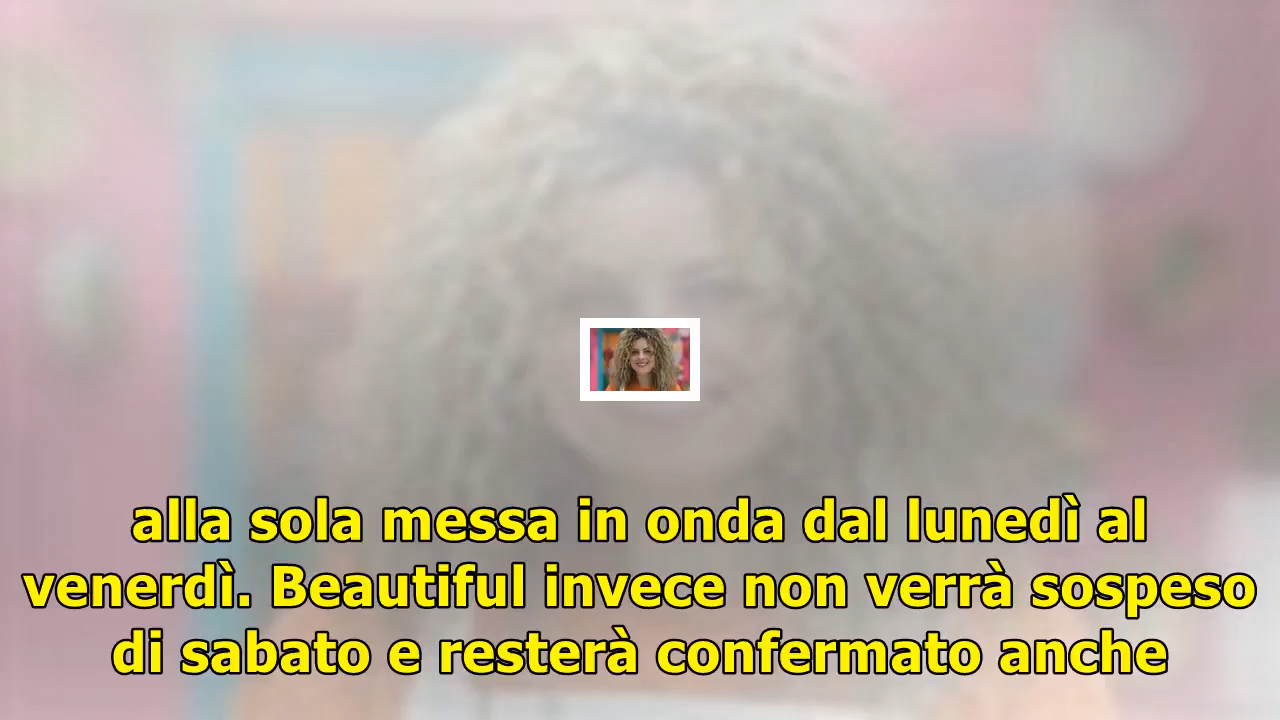 alla sola messa in onda dal lunedì al
venerdì. Beautiful invece non verrà sospeso
di sabato e resterà confermato anche